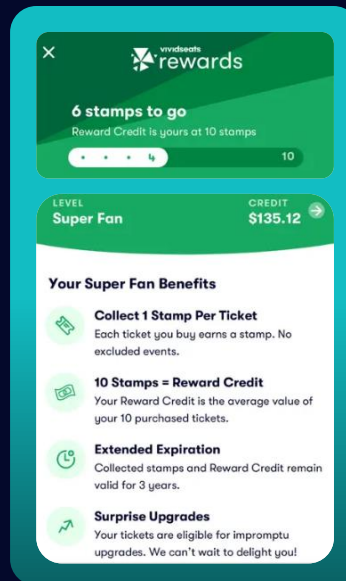 vividseats
rewards
6 stamps to go
Reward Credit is yours at 10 stamps
4 10
LEVEL CREDIT
Super Fan $135.12
Your Super Fan Benefits
Collect 1 Stamp Per Ticket
Each ticket you buy earns a stamp. No
excluded events.
10 Stamps = Reward Credit
Your Reward Credit is the average value of
your 10 purchased tickets.
Extended Expiration
Collected stamps and Reward Credit remain
valid for 3 years.
Surprise Upgrades
Your tickets are eligible for impromptu
upgrades. We can't wait to delight you!